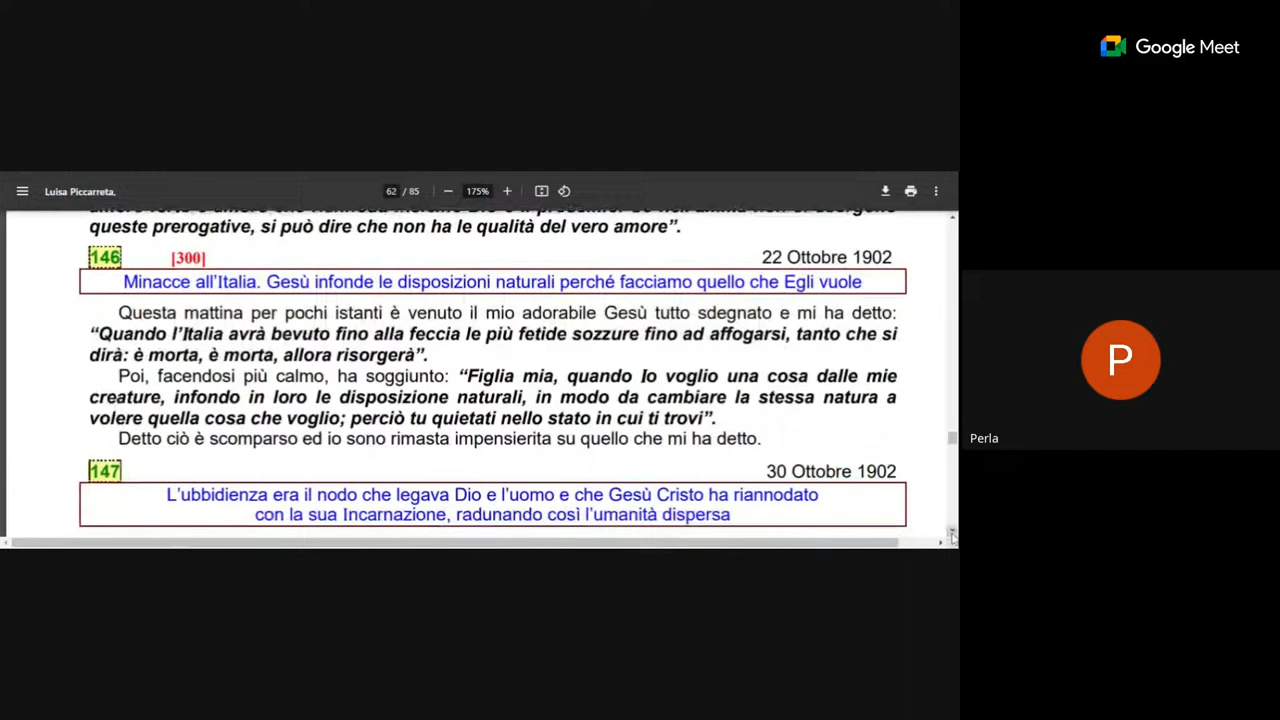 Google Meet
Luisa Piccarreta.
62 / 85
175%
queste prerogative, si può dire che non ha le qualità del vero amore”.
146 [300] 22 Ottobre 1902
Minacce all’Italia. Gesù infonde le disposizioni naturali perché facciamo quello che Egli vuole
Questa mattina per pochi istanti è venuto il mio adorabile Gesù tutto sdegnato e mi ha detto:
“Quando l’Italia avrà bevuto fino alla feccia le più fetide sozzure fino ad affogarsi, tanto che si
dirà: è morta, è morta, allora risorgerà”.
Poi, facendosi più calmo, ha soggiunto: “Figlia mia, quando Io voglio una cosa dalle mie
creature, infondo in loro le disposizione naturali, in modo da cambiare la stessa natura a
volere quella cosa che voglio; perciò tu quietati nello stato in cui ti trovi”.
Detto ciò è scomparso ed io sono rimasta impensierita su quello che mi ha detto.
147 30 Ottobre 1902
L’ubbidienza era il nodo che legava Dio e l’uomo e che Gesù Cristo ha riannodato
con la sua Incarnazione, radunando così l’umanità dispersa
P
Perla